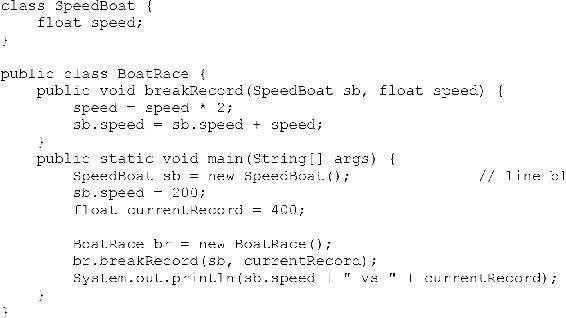 class SpeedBoat {
    float speed;
}

public class BoatRace {
    public void breakRecord(SpeedBoat sb, float speed) {
        speed = speed * 2;
        sb.speed = sb.speed + speed;
    }
    public static void main(String[] args) {
        SpeedBoat sb = new SpeedBoat();             // line b1
        sb.speed = 200;
        float currentRecord = 400;

        BoatRace br = new BoatRace();
        br.breakRecord(sb, currentRecord);
        System.out.println(sb.speed + " vs " + currentRecord);
    }
}